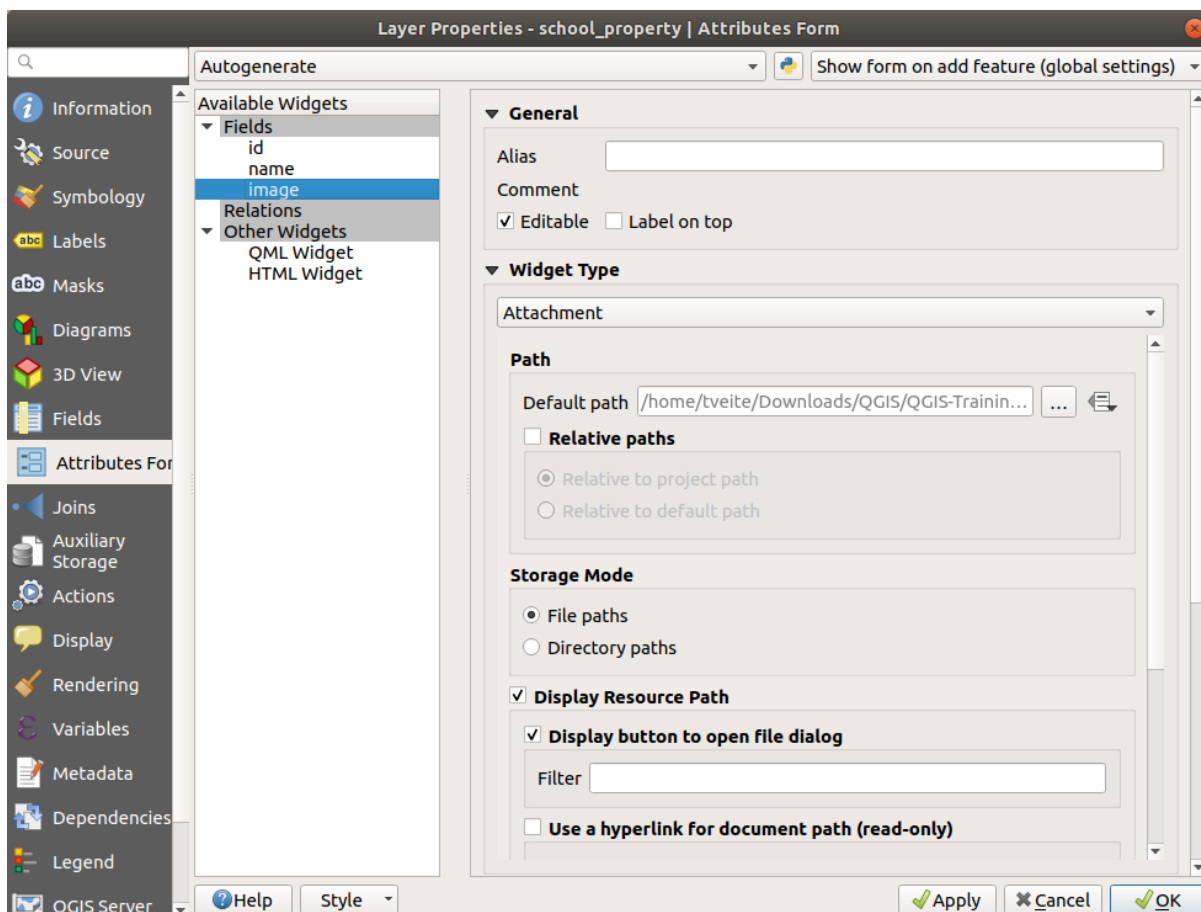 Layer Properties - school_property | Attributes Form
Autogenerate
Show form on add feature (global settings)
Information
Source
Symbology
abc Labels
abc Masks
Diagrams
3D View
Fields
Attributes For
Joins
Auxiliary
Storage
Actions
Display
Rendering
Variables
Metadata
Dependencies
Legend
QGIS Server
Available Widgets
Fields
id
name
image
Relations
Other Widgets
QML Widget
HTML Widget
General
Alias
Comment
Editable Label on top
Widget Type
Attachment
Path
Default path /home/tveite/Downloads/QGIS/QGIS-Trainin... ...
Relative paths
Relative to project path
Relative to default path
Storage Mode
File paths
Directory paths
Display Resource Path
Display button to open file dialog
Filter
Use a hyperlink for document path (read-only)
Help Style Apply Cancel OK